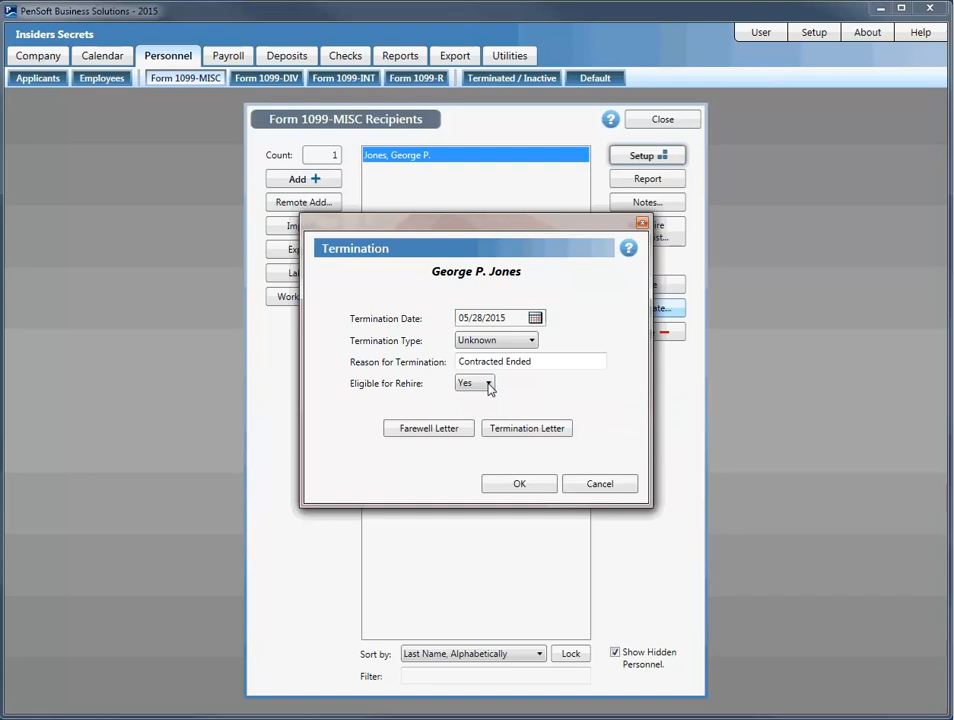 PenSoft Business Solutions - 2015
Insiders Secrets
User Setup About Help
Company Calendar Personnel Payroll Deposits Checks Reports Export Utilities
Applicants Employees Form 1099-MISC Form 1099-DIV Form 1099-INT Form 1099-R Terminated / Inactive Default
Form 1099-MISC Recipients
? Close
Count: 1
Jones, George P.
Setup
Add +
Report
Remote Add...
Notes...
Termination
?
George P. Jones
Termination Date: 05/28/2015
Termination Type: Unknown
Reason for Termination: Contracted Ended
Eligible for Rehire: Yes
Farewell Letter Termination Letter
OK Cancel
Sort by: Last Name, Alphabetically Lock
Show Hidden
Personnel.
Filter: